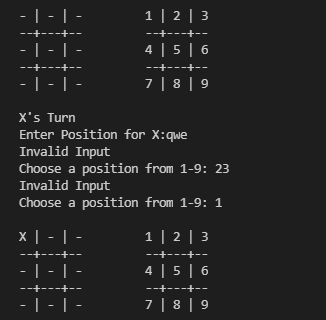 - | - | -         1 | 2 | 3
--+---+--         --+---+--
- | - | -         4 | 5 | 6
--+---+--         --+---+--
- | - | -         7 | 8 | 9

X's Turn
Enter Position for X:qwe
Invalid Input
Choose a position from 1-9: 23
Invalid Input
Choose a position from 1-9: 1

X | - | -         1 | 2 | 3
--+---+--         --+---+--
- | - | -         4 | 5 | 6
--+---+--         --+---+--
- | - | -         7 | 8 | 9